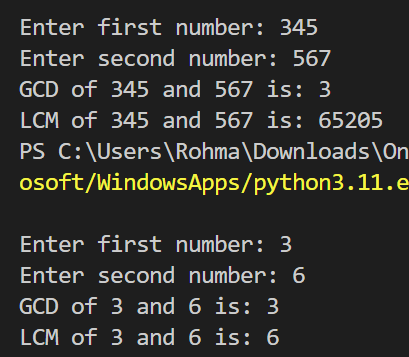 Enter first number: 345
Enter second number: 567
GCD of 345 and 567 is: 3
LCM of 345 and 567 is: 65205
PS C:\Users\Rohma\Downloads\On
osoft/WindowsApps/python3.11.e
Enter first number: 3
Enter second number: 6
GCD of 3 and 6 is: 3
LCM of 3 and 6 is: 6